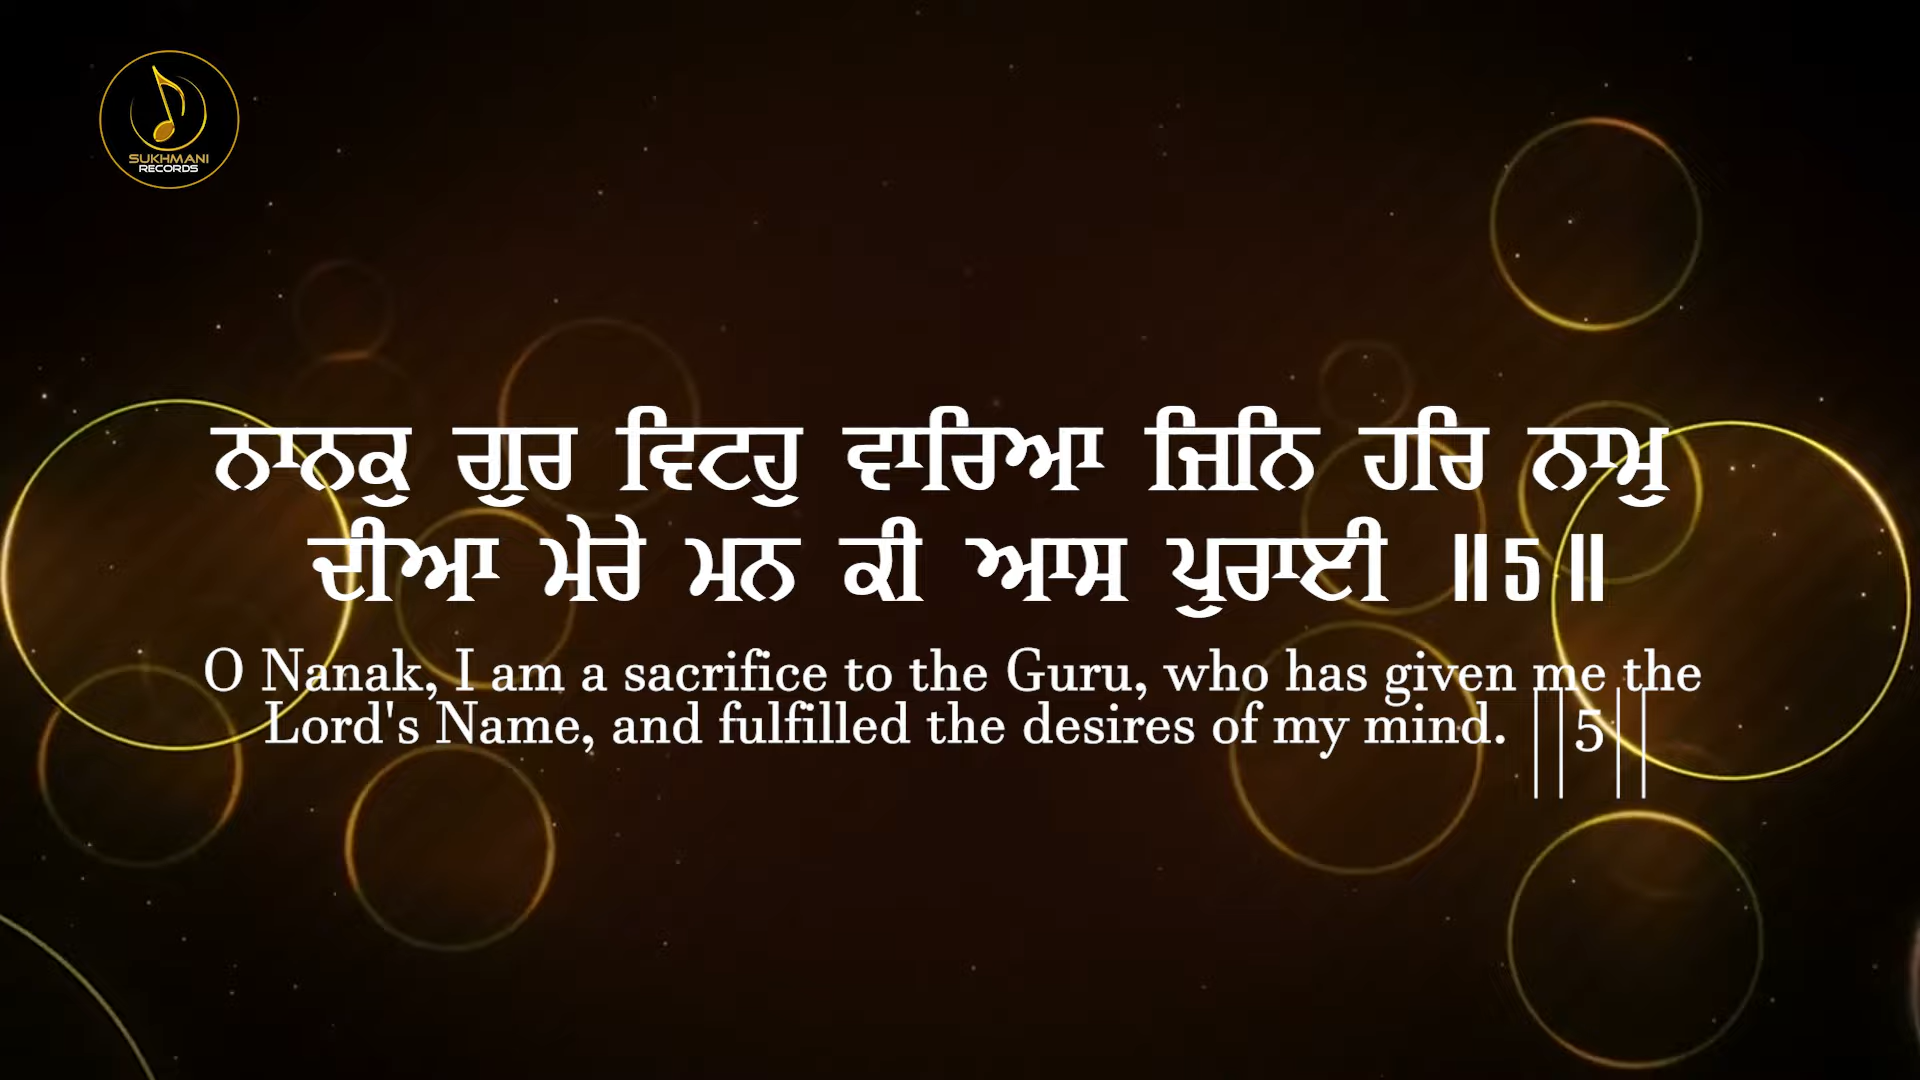 SUKHMANI
RECORDS
ਨਾਨਕੁ ਗੁਰ ਵਿਟਹੁ ਵਾਰਿਆ ਜਿਨਿ ਹਰਿ ਨਾਮੁ
ਦੀਆ ਮੇਰੇ ਮਨ ਕੀ ਆਸ ਪੁਰਾਈ ॥5॥
O Nanak, I am a sacrifice to the Guru, who has given me the
Lord's Name, and fulfilled the desires of my mind. ||5||